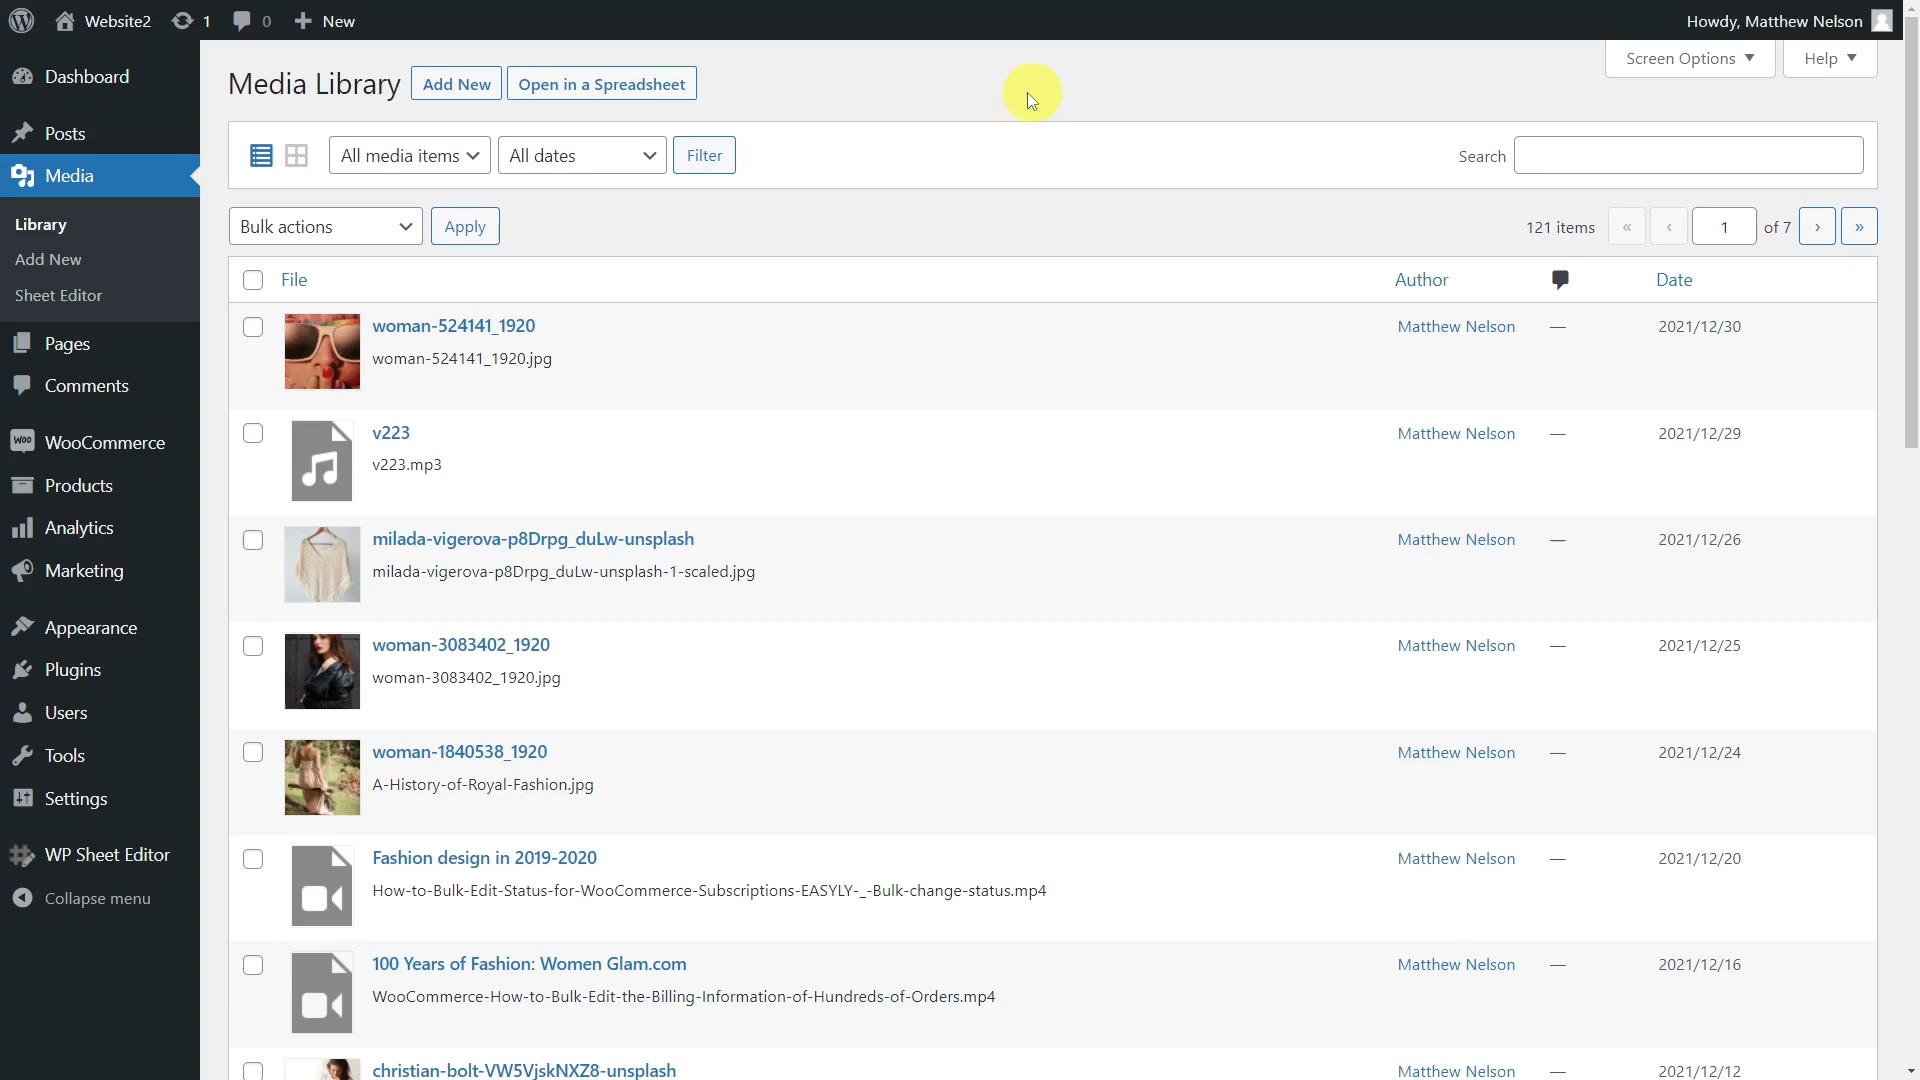 Website2 1 0 New Howdy, Matthew Nelson
Screen Options Help
Dashboard
Posts
Media
Library
Add New
Sheet Editor
Pages
Comments
WooCommerce
Products
Analytics
Marketing
Appearance
Plugins
Users
Tools
Settings
WP Sheet Editor
Collapse menu
Media Library Add New Open in a Spreadsheet
All media items All dates Filter Search
Bulk actions Apply 121 items « ‹ 1 of 7 › »
File Author Date
woman-524141_1920 Matthew Nelson — 2021/12/30
woman-524141_1920.jpg
v223 Matthew Nelson — 2021/12/29
v223.mp3
milada-vigerova-p8Drpg_duLw-unsplash Matthew Nelson — 2021/12/26
milada-vigerova-p8Drpg_duLw-unsplash-1-scaled.jpg
woman-3083402_1920 Matthew Nelson — 2021/12/25
woman-3083402_1920.jpg
woman-1840538_1920 Matthew Nelson — 2021/12/24
A-History-of-Royal-Fashion.jpg
Fashion design in 2019-2020 Matthew Nelson — 2021/12/20
How-to-Bulk-Edit-Status-for-WooCommerce-Subscriptions-EASYLY-_-Bulk-change-status.mp4
100 Years of Fashion: Women Glam.com Matthew Nelson — 2021/12/16
WooCommerce-How-to-Bulk-Edit-the-Billing-Information-of-Hundreds-of-Orders.mp4
christian-bolt-VW5VjskNXZ8-unsplash Matthew Nelson — 2021/12/12